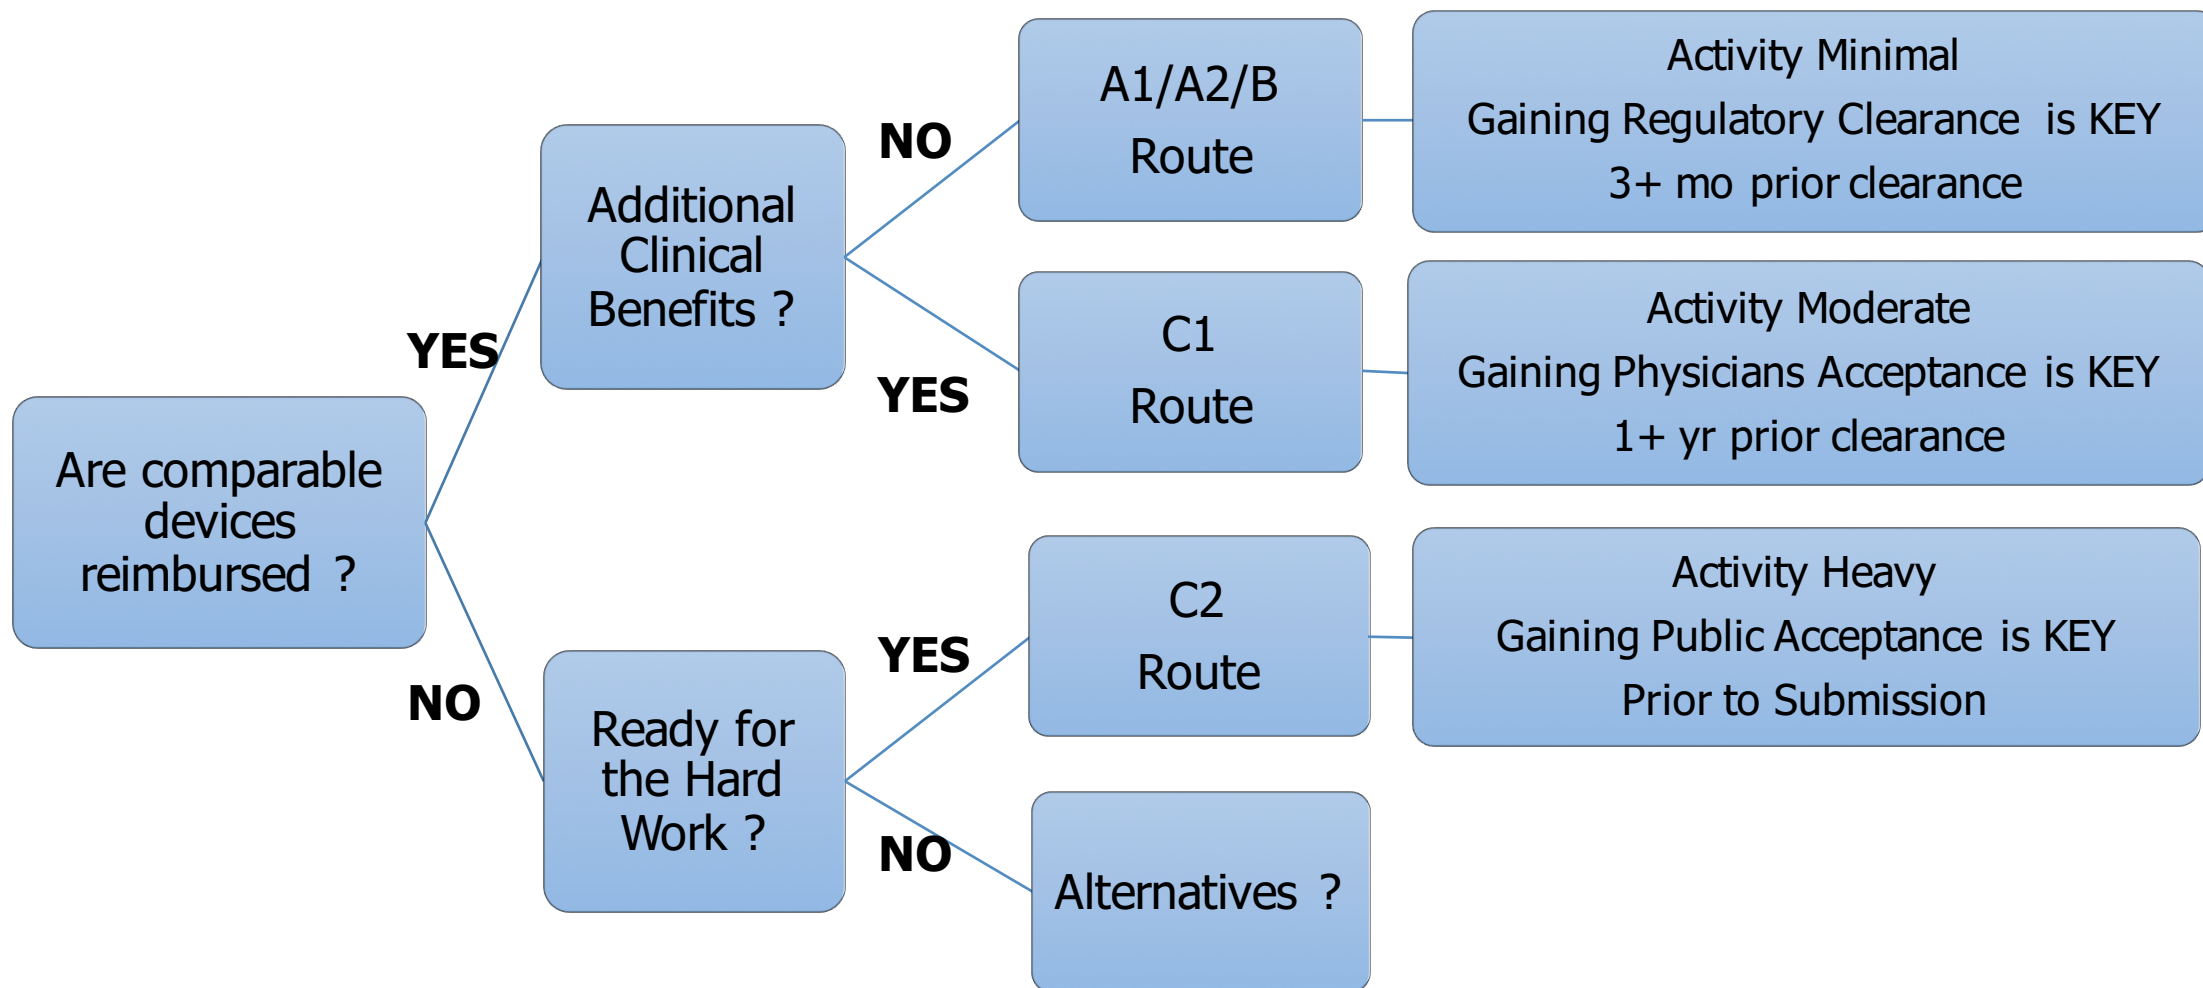 Are comparable
devices
reimbursed ?
YES
NO
Additional
Clinical
Benefits ?
NO
YES
A1/A2/B
Route
Activity Minimal
Gaining Regulatory Clearance is KEY
3+ mo prior clearance
C1
Route
Activity Moderate
Gaining Physicians Acceptance is KEY
1+ yr prior clearance
Ready for
the Hard
Work ?
YES
NO
C2
Route
Activity Heavy
Gaining Public Acceptance is KEY
Prior to Submission
Alternatives ?